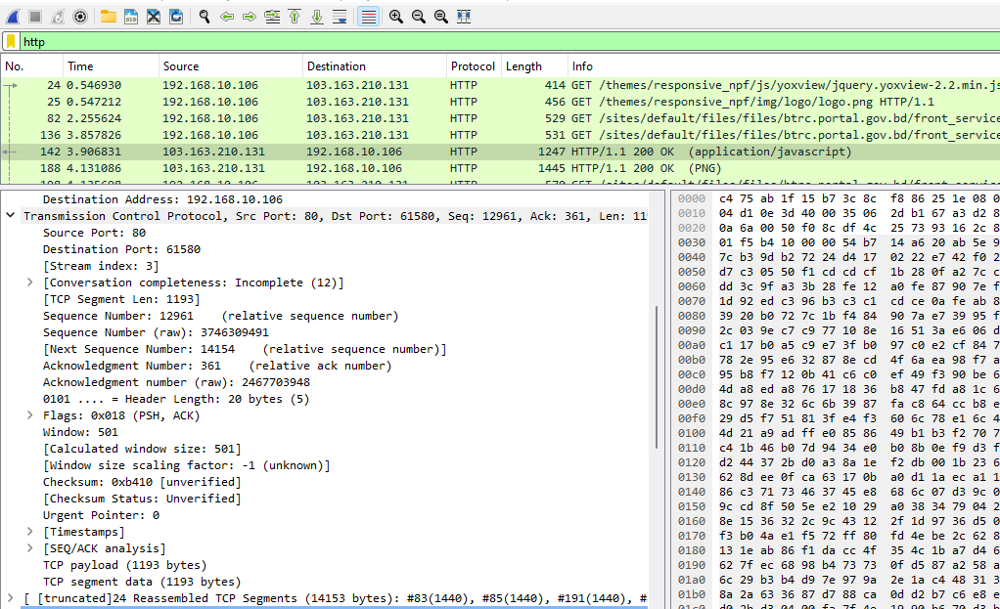 http
No. Time Source Destination Protocol Length Info
24 0.546930 192.168.10.106 103.163.210.131 HTTP 414 GET /themes/responsive_npf/js/yoxview/jquery.yoxview-2.2.min.js
25 0.547212 192.168.10.106 103.163.210.131 HTTP 456 GET /themes/responsive_npf/img/logo/logo.png HTTP/1.1
82 2.255624 192.168.10.106 103.163.210.131 HTTP 529 GET /sites/default/files/files/btrc.portal.gov.bd/front_service
136 3.857826 192.168.10.106 103.163.210.131 HTTP 531 GET /sites/default/files/files/btrc.portal.gov.bd/front_service
142 3.906831 103.163.210.131 192.168.10.106 HTTP 1247 HTTP/1.1 200 OK (application/javascript)
188 4.131086 103.163.210.131 192.168.10.106 HTTP 1445 HTTP/1.1 200 OK (PNG)
Destination Address: 192.168.10.106
Transmission Control Protocol, Src Port: 80, Dst Port: 61580, Seq: 12961, Ack: 361, Len: 119
Source Port: 80
Destination Port: 61580
[Stream index: 3]
[Conversation completeness: Incomplete (12)]
[TCP Segment Len: 1193]
Sequence Number: 12961 (relative sequence number)
Sequence Number (raw): 3746309491
[Next Sequence Number: 14154 (relative sequence number)]
Acknowledgment Number: 361 (relative ack number)
Acknowledgment number (raw): 2467703948
0101 .... = Header Length: 20 bytes (5)
Flags: 0x018 (PSH, ACK)
Window: 501
[Calculated window size: 501]
[Window size scaling factor: -1 (unknown)]
Checksum: 0xb410 [unverified]
[Checksum Status: Unverified]
Urgent Pointer: 0
[Timestamps]
[SEQ/ACK analysis]
TCP payload (1193 bytes)
TCP segment data (1193 bytes)
[ [truncated]24 Reassembled TCP Segments (14153 bytes): #83(1440), #85(1440), #191(1440), #
0000 c4 75 ab 1f 15 b7 3c 8c f8 86 25 1e 08 0
0010 04 d1 0e 3d 40 00 35 06 2d b1 67 a3 d2 8
0020 0a 6a 00 50 f0 8c df 4c 25 73 93 16 2c 8
0030 01 f5 b4 10 00 00 54 b7 14 a6 20 ab 5e 9
0040 7c b3 9d b2 72 24 d4 17 02 22 e7 42 f0 2
0050 d7 c3 05 50 f1 cd cd cf 1b 28 0f a2 7c c
0060 dd 3c 9f a3 3b 28 fe 12 a0 fe 87 90 7e f
0070 1d 92 ed c3 96 b3 c3 c1 cd ce 0a fe ab 8
0080 39 20 b0 72 7c 1b f4 84 90 7a e7 39 95 f
0090 2c 03 9e c7 c9 77 10 8e 16 51 3a e6 06 d
00a0 c1 17 b0 a5 c9 e7 3f b0 97 c0 e2 cf 84 7
00b0 78 2e 95 e6 32 87 8e cd 4f 6a ea 98 f7 a
00c0 95 b8 f7 12 0b 41 c6 c0 ef 49 f3 90 be 6
00d0 4d a8 ed a8 76 17 18 36 b8 47 fd a8 1c 6
00e0 8c 97 8e 32 6c 6b 39 87 fa c8 64 cc b8 e
00f0 29 d5 f7 51 81 3f e4 f3 60 6c 78 e1 6c 4
0100 4d 21 a9 ad ff e0 85 86 49 b1 b3 f2 70 7
0110 c4 1b 46 b0 7d 94 34 e0 b0 8b 0e f9 d3 f
0120 d2 44 37 2b d0 a3 8a 1e f2 db 00 1b 23 6
0130 62 8d ee 0f ca 63 17 0b a0 d1 1a ec a1 1
0140 86 c3 71 73 46 37 45 e8 68 6c 07 d3 9c 0
0150 9c cd 8f 50 5e e2 10 29 a0 38 34 79 04 2
0160 8e 15 36 32 2c 9c 43 12 2f 1d 97 36 d5 0
0170 f3 b0 4a e1 f5 72 ff 80 fd 4e be 2c 62 8
0180 13 1e ab 86 f1 da cc 4f 35 4c 1b a7 d4 6
0190 62 7f ec 68 98 b4 73 73 0f d5 87 a2 58 a
01a0 6c 29 b3 b4 d9 7e 97 9a 2e 1a c4 48 31 3
01b0 8a 2a 63 36 87 d7 88 ca 0d d2 b7 c6 e8 e